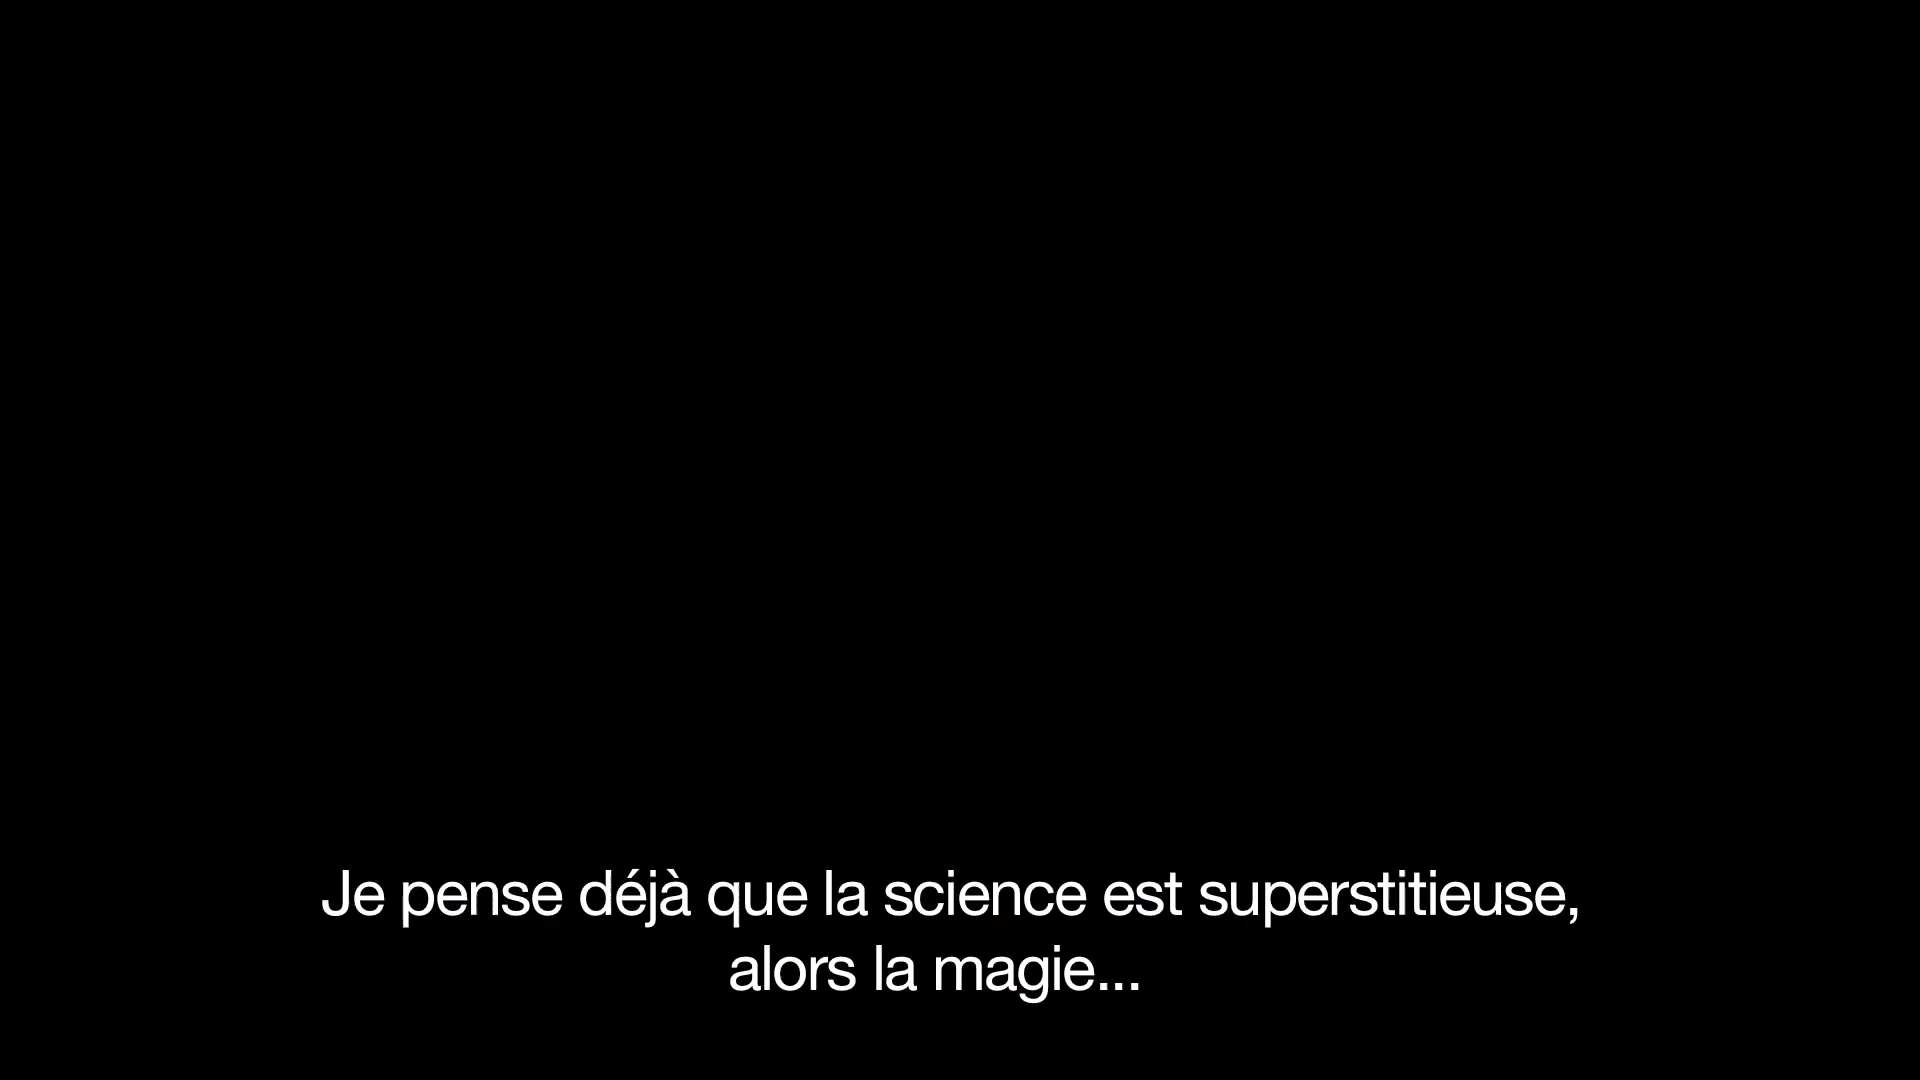 Je pense déjà que la science est superstitieuse,
alors la magie...